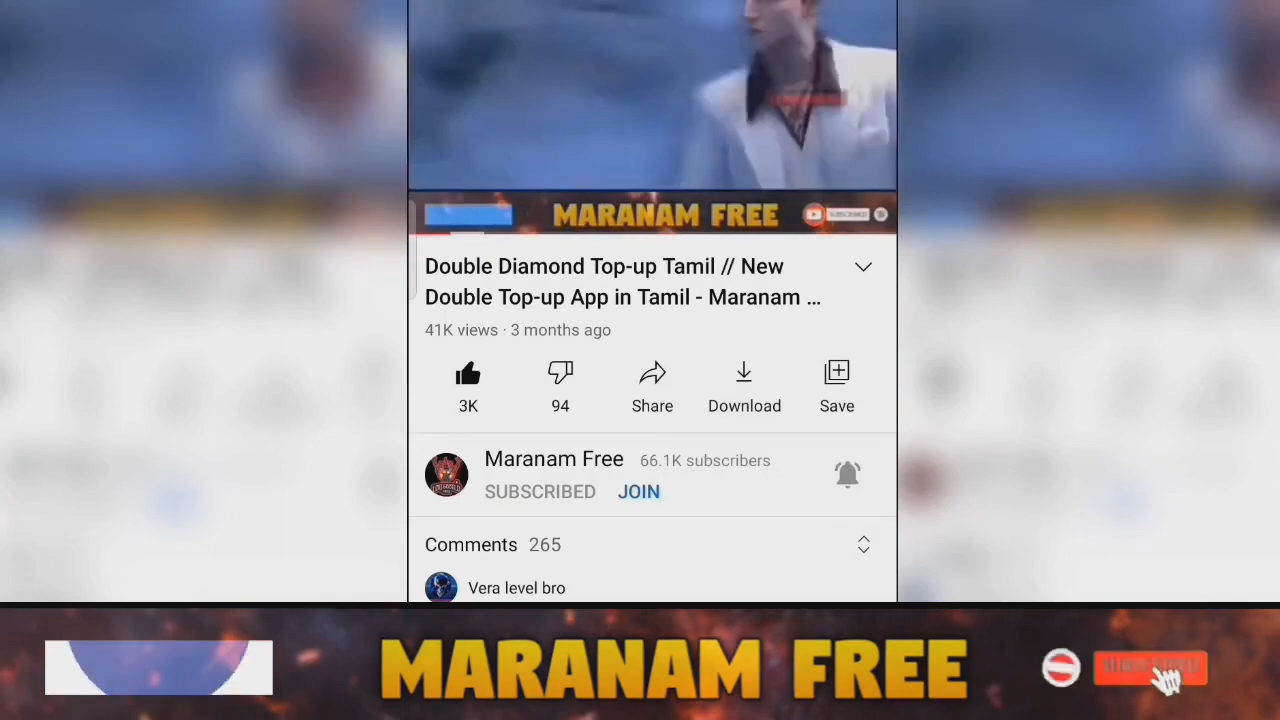 MARANAM FREE
SUBSCRIBED
Double Diamond Top-up Tamil // New
Double Top-up App in Tamil - Maranam ...
41K views · 3 months ago
3K
94
Share
Download
Save
Maranam Free 66.1K subscribers
SUBSCRIBED JOIN
Comments 265
Vera level bro
MARANAM FREE